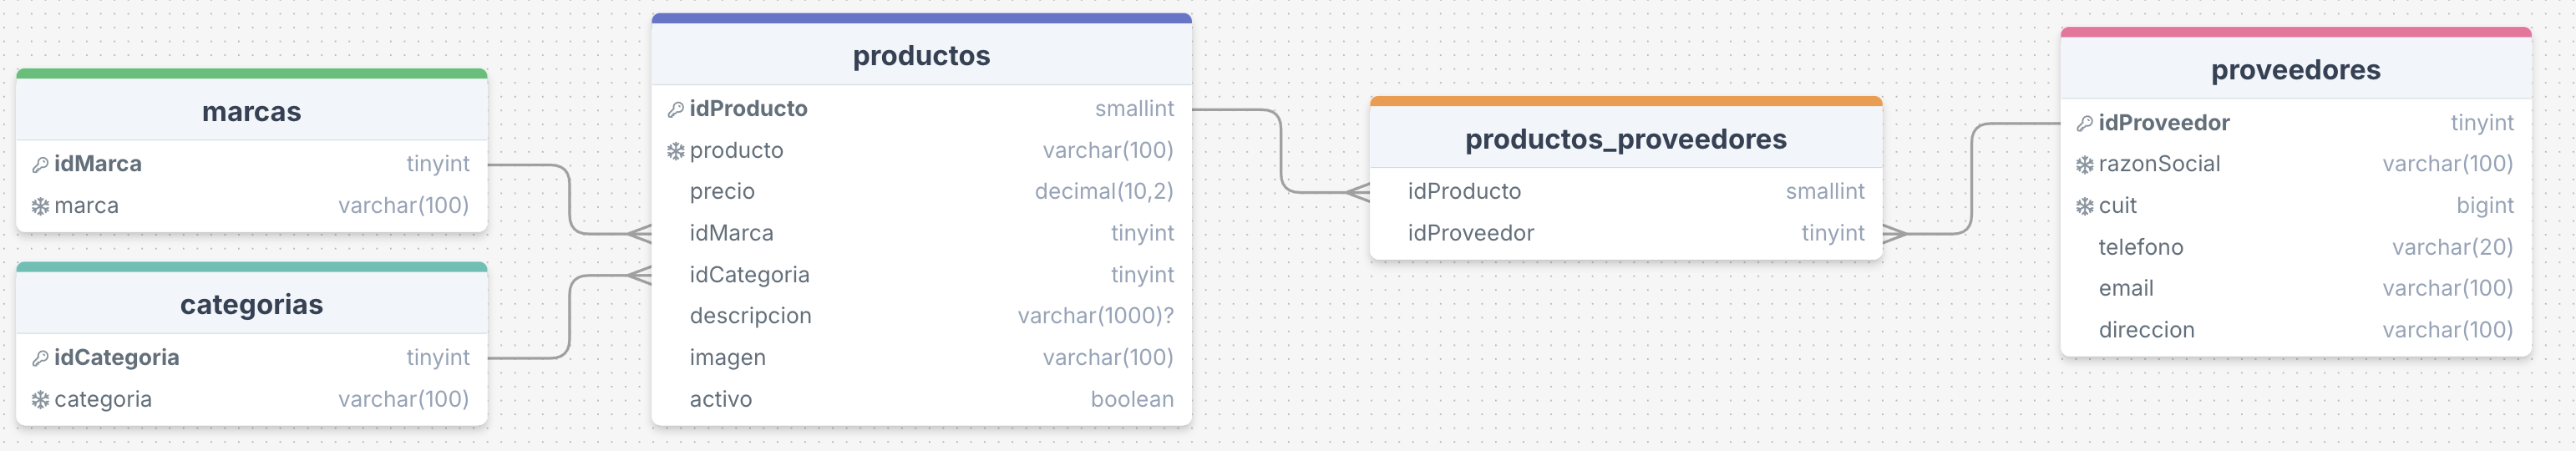 marcas
idMarca tinyint
marca varchar(100)
categorias
idCategoria tinyint
categoria varchar(100)
productos
idProducto smallint
producto varchar(100)
precio decimal(10,2)
idMarca tinyint
idCategoria tinyint
descripcion varchar(1000)?
imagen varchar(100)
activo boolean
productos_proveedores
idProducto smallint
idProveedor tinyint
proveedores
idProveedor tinyint
razonSocial varchar(100)
cuit bigint
telefono varchar(20)
email varchar(100)
direccion varchar(100)